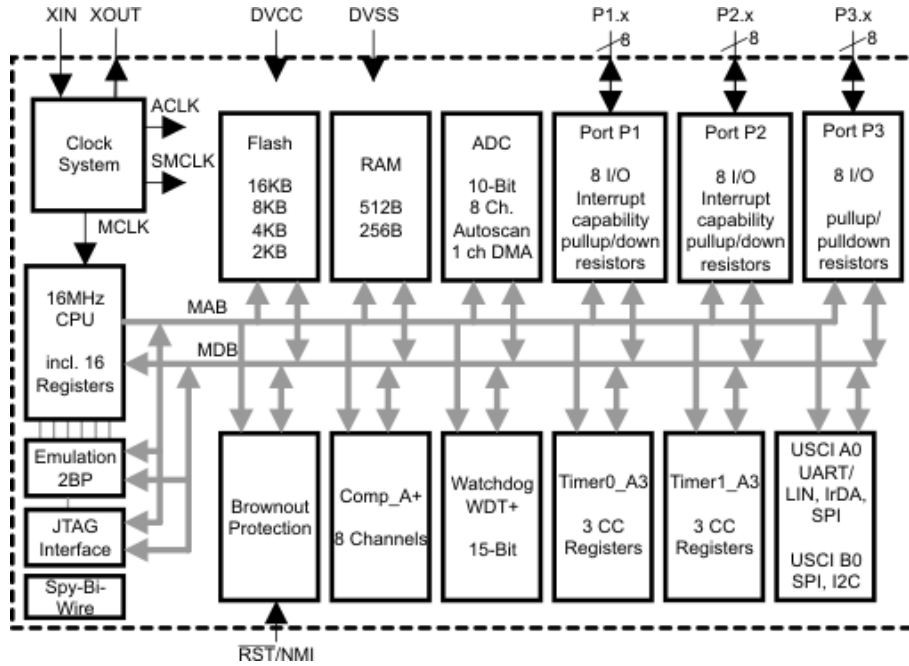 XIN XOUT DVCC DVSS P1.x P2.x P3.x
8 8 8
Clock
System
ACLK
SMCLK
MCLK
Flash
16KB
8KB
4KB
2KB
RAM
512B
256B
ADC
10-Bit
8 Ch.
Autoscan
1 ch DMA
Port P1
8 I/O
Interrupt
capability
pullup/down
resistors
Port P2
8 I/O
Interrupt
capability
pullup/down
resistors
Port P3
8 I/O
pullup/
pulldown
resistors
16MHz
CPU
incl. 16
Registers
MAB
MDB
Emulation
2BP
JTAG
Interface
Spy-Bi-
Wire
Brownout
Protection
Comp_A+
8 Channels
Watchdog
WDT+
15-Bit
Timer0_A3
3 CC
Registers
Timer1_A3
3 CC
Registers
USCI A0
UART/
LIN, IrDA,
SPI
USCI B0
SPI, I2C
RST/NMI